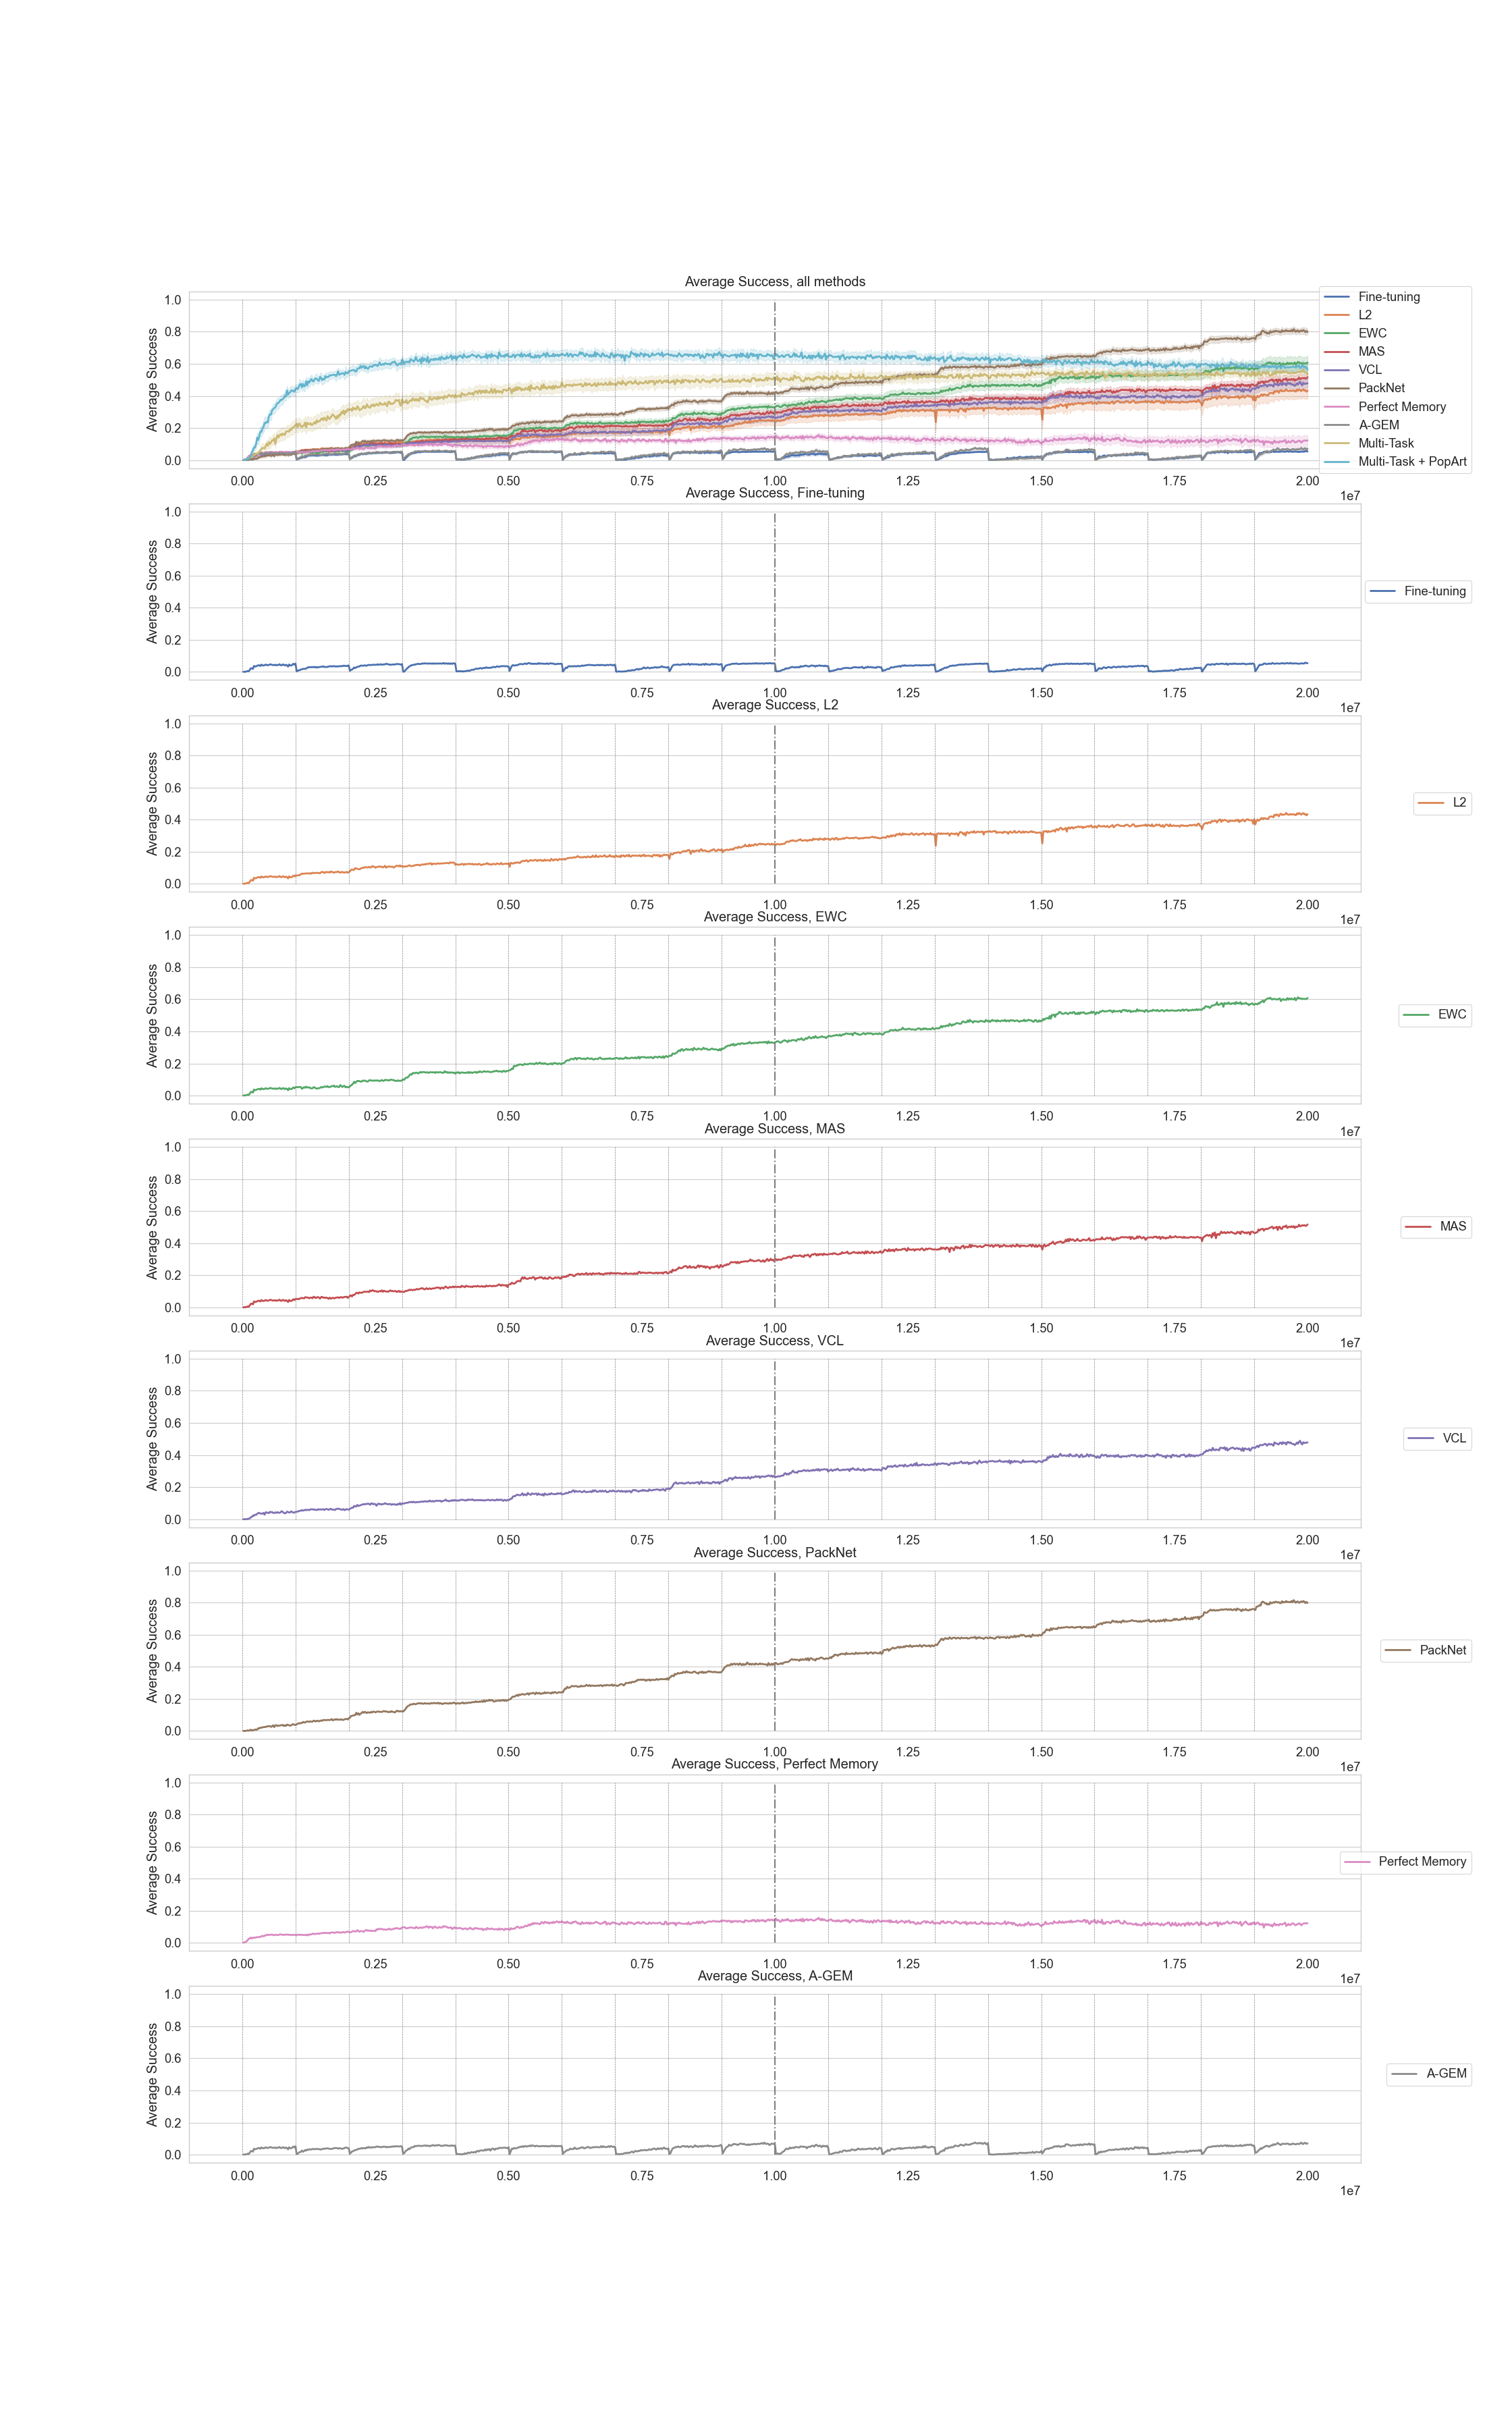 Average Success, all methods
Average Success
1.0
0.8
0.6
0.4
0.2
0.0
0.00 0.25 0.50 0.75 1.00 1.25 1.50 1.75 2.00
1e7
Fine-tuning
L2
EWC
MAS
VCL
PackNet
Perfect Memory
A-GEM
Multi-Task
Multi-Task + PopArt
Average Success, Fine-tuning
Average Success
1.0
0.8
0.6
0.4
0.2
0.0
0.00 0.25 0.50 0.75 1.00 1.25 1.50 1.75 2.00
1e7
Fine-tuning
Average Success, L2
Average Success
1.0
0.8
0.6
0.4
0.2
0.0
0.00 0.25 0.50 0.75 1.00 1.25 1.50 1.75 2.00
1e7
L2
Average Success, EWC
Average Success
1.0
0.8
0.6
0.4
0.2
0.0
0.00 0.25 0.50 0.75 1.00 1.25 1.50 1.75 2.00
1e7
EWC
Average Success, MAS
Average Success
1.0
0.8
0.6
0.4
0.2
0.0
0.00 0.25 0.50 0.75 1.00 1.25 1.50 1.75 2.00
1e7
MAS
Average Success, VCL
Average Success
1.0
0.8
0.6
0.4
0.2
0.0
0.00 0.25 0.50 0.75 1.00 1.25 1.50 1.75 2.00
1e7
VCL
Average Success, PackNet
Average Success
1.0
0.8
0.6
0.4
0.2
0.0
0.00 0.25 0.50 0.75 1.00 1.25 1.50 1.75 2.00
1e7
PackNet
Average Success, Perfect Memory
Average Success
1.0
0.8
0.6
0.4
0.2
0.0
0.00 0.25 0.50 0.75 1.00 1.25 1.50 1.75 2.00
1e7
Perfect Memory
Average Success, A-GEM
Average Success
1.0
0.8
0.6
0.4
0.2
0.0
0.00 0.25 0.50 0.75 1.00 1.25 1.50 1.75 2.00
1e7
A-GEM